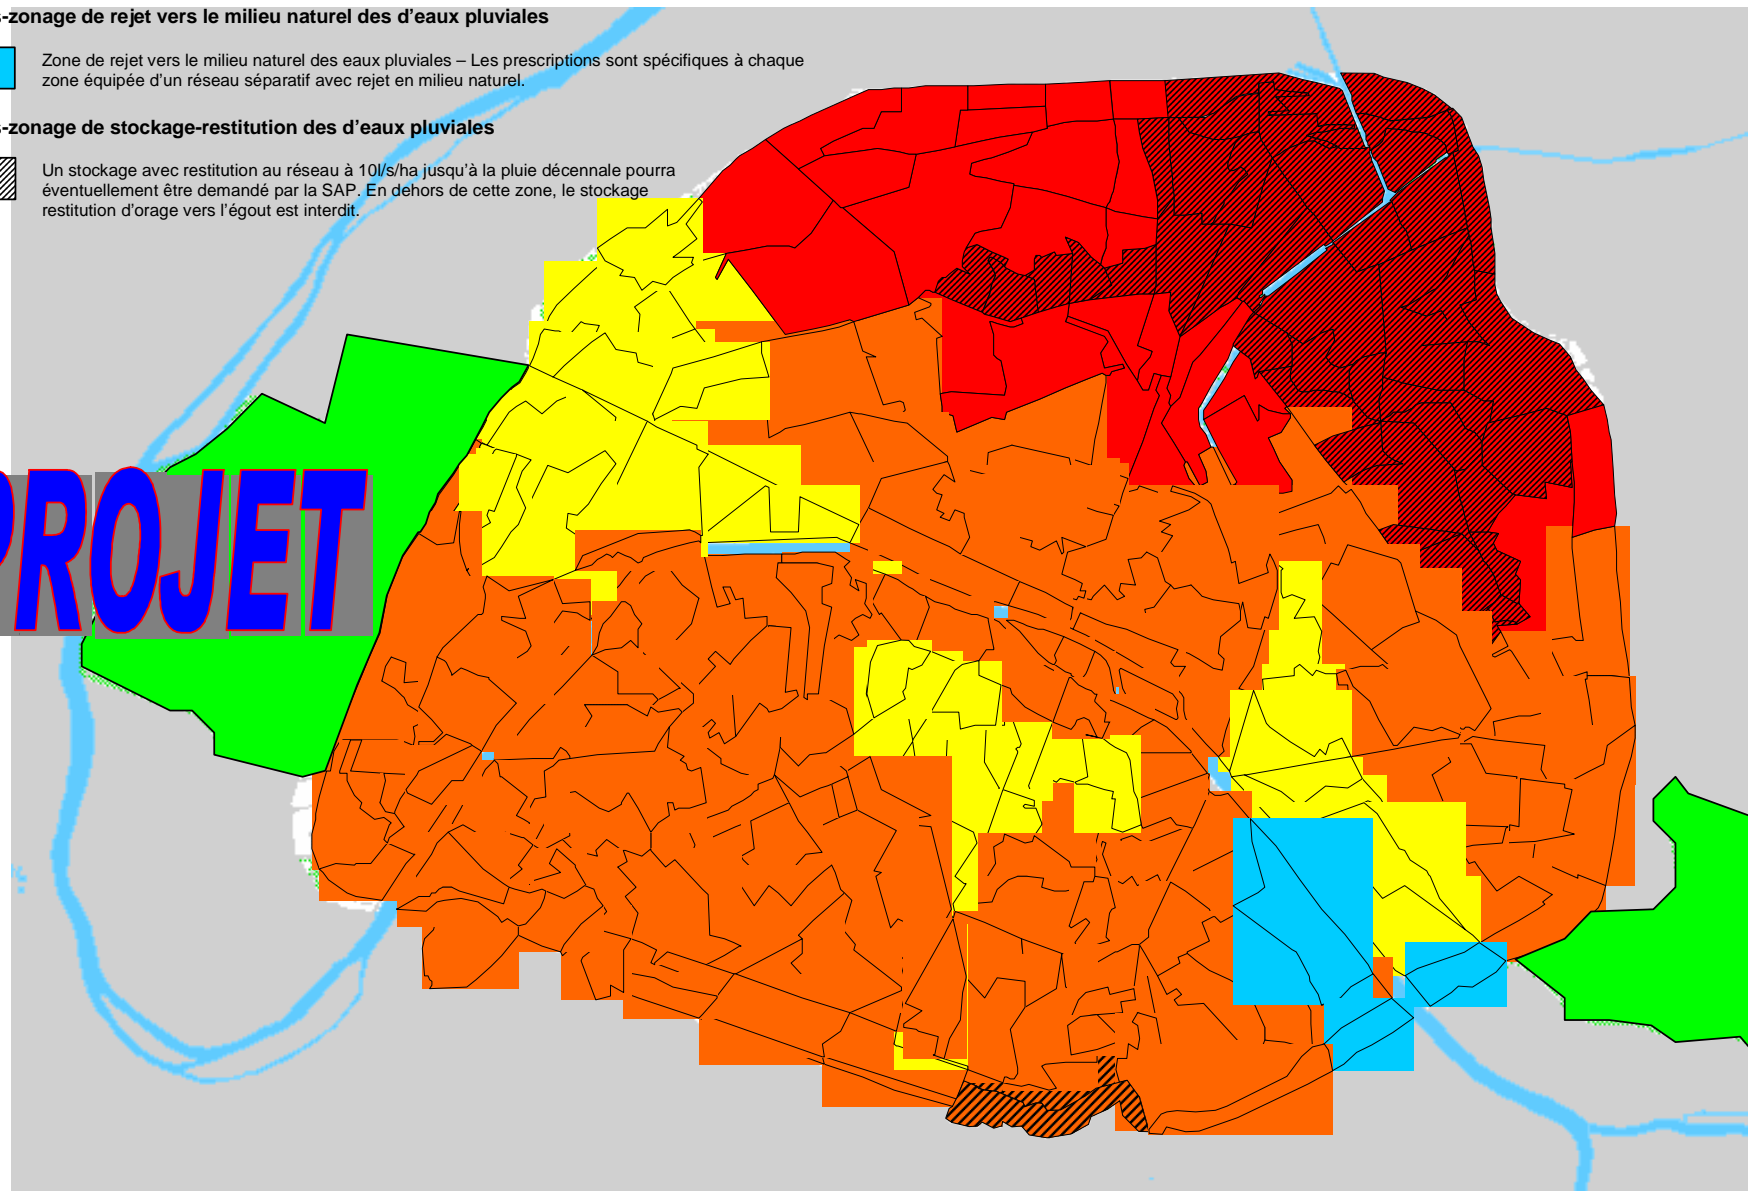 -zonage de rejet vers le milieu naturel des d'eaux pluviales
Zone de rejet vers le milieu naturel des eaux pluviales – Les prescriptions sont spécifiques à chaque
zone équipée d'un réseau séparatif avec rejet en milieu naturel.
-zonage de stockage-restitution des d'eaux pluviales
Un stockage avec restitution au réseau à 10l/s/ha jusqu'à la pluie décennale pourra
éventuellement être demandé par la SAP. En dehors de cette zone, le stockage
restitution d'orage vers l'égout est interdit.
PROJET